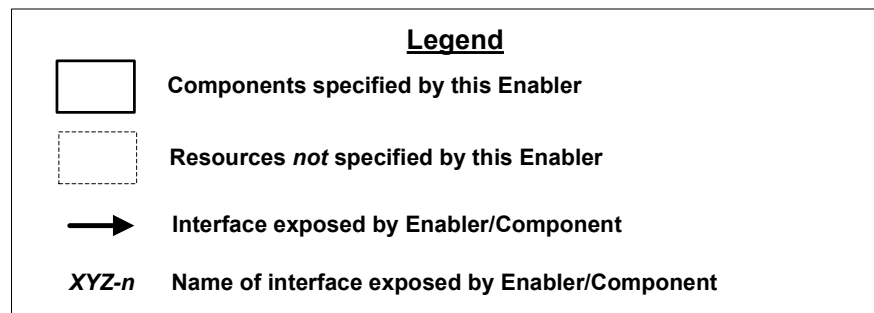 Legend
Components specified by this Enabler
Resources not specified by this Enabler
Interface exposed by Enabler/Component
XYZ-n Name of interface exposed by Enabler/Component